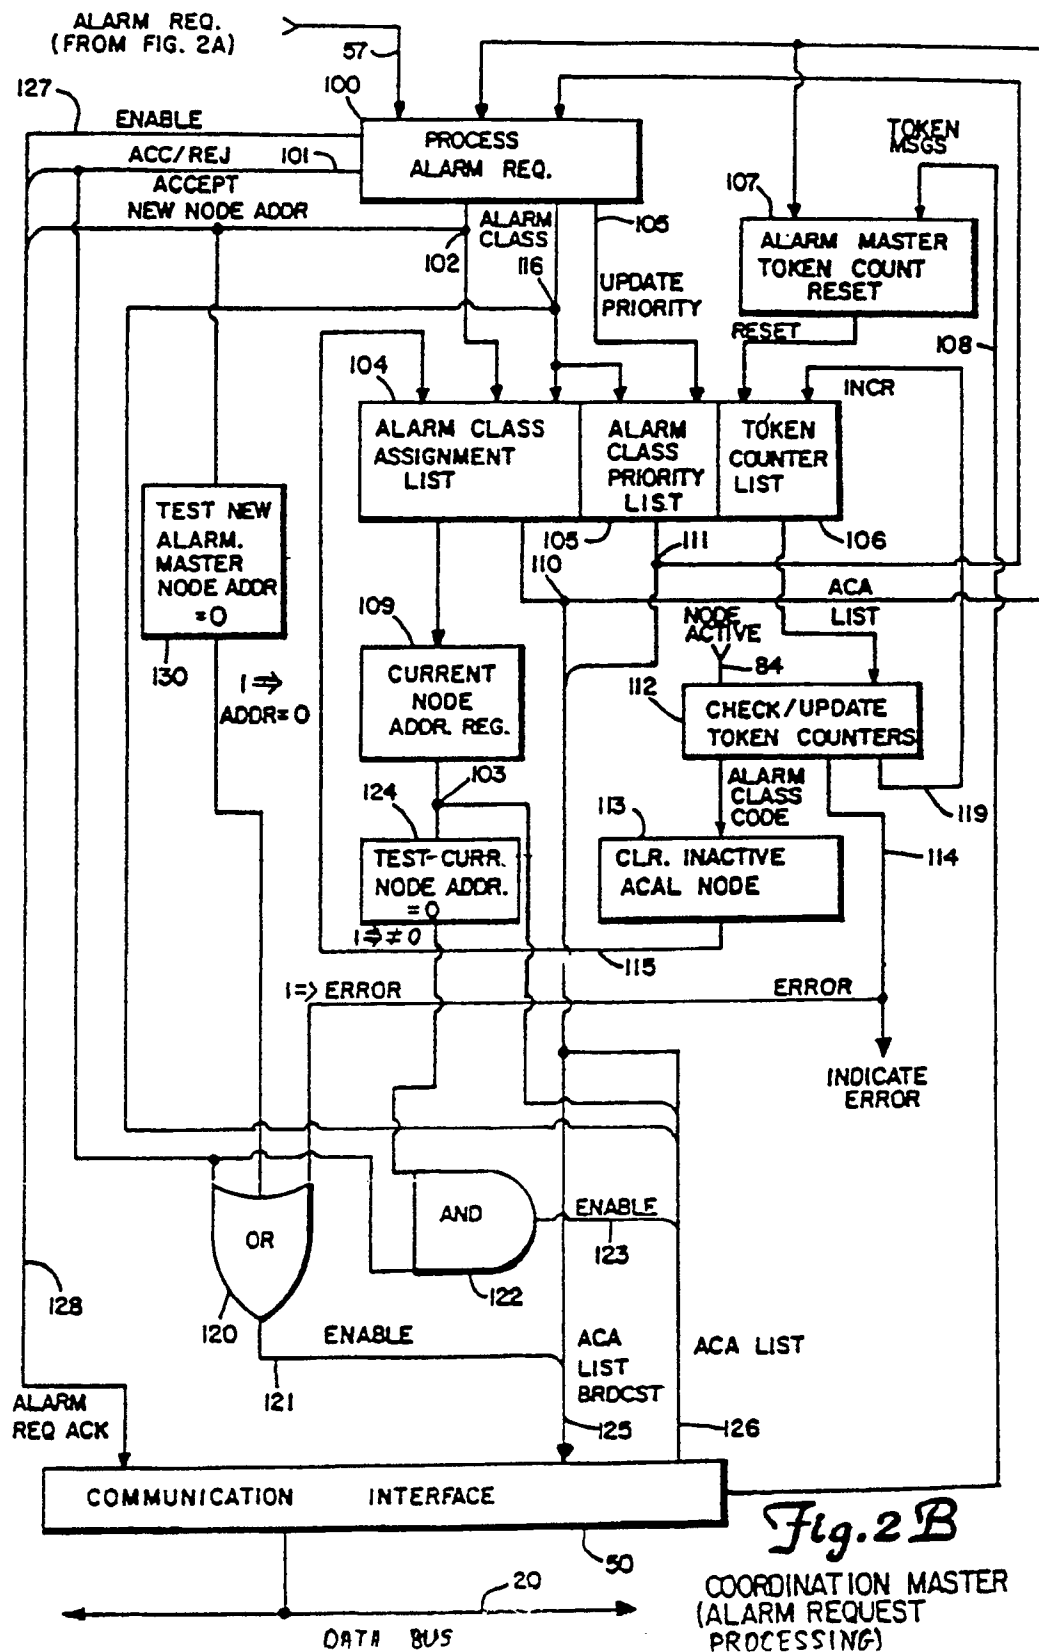 ALARM REQ.
(FROM FIG. 2A)
57
100
127
ENABLE
PROCESS
ALARM REQ.
ACC/REJ
101
ACCEPT
NEW NODE ADDR
TOKEN
MSGS
107
ALARM
CLASS
105
102
116
UPDATE
PRIORITY
ALARM MASTER
TOKEN COUNT
RESET
RESET
108
104
INCR
ALARM CLASS
ASSIGNMENT
LIST
ALARM
CLASS
PRIORITY
LIST
TOKEN
COUNTER
LIST
TEST NEW
ALARM.
MASTER
NODE ADDR
=0
130
105
111
106
110
ACA
LIST
109
NODE
ACTIVE
84
1⇒
ADDR=0
CURRENT
NODE
ADDR. REG.
112
CHECK/UPDATE
TOKEN COUNTERS
103
124
ALARM
CLASS
CODE
119
113
114
TEST-CURR.
NODE ADDR.
=0
1⇒≠0
CLR. INACTIVE
ACAL NODE
115
1=> ERROR
ERROR
INDICATE
ERROR
OR
AND
ENABLE
123
122
128
120
ENABLE
121
ACA
LIST
BRDCST
ACA LIST
ALARM
REQ ACK
125
126
COMMUNICATION INTERFACE
50
Fig. 2B
20
DATA BUS
COORDINATION MASTER
(ALARM REQUEST
PROCESSING)